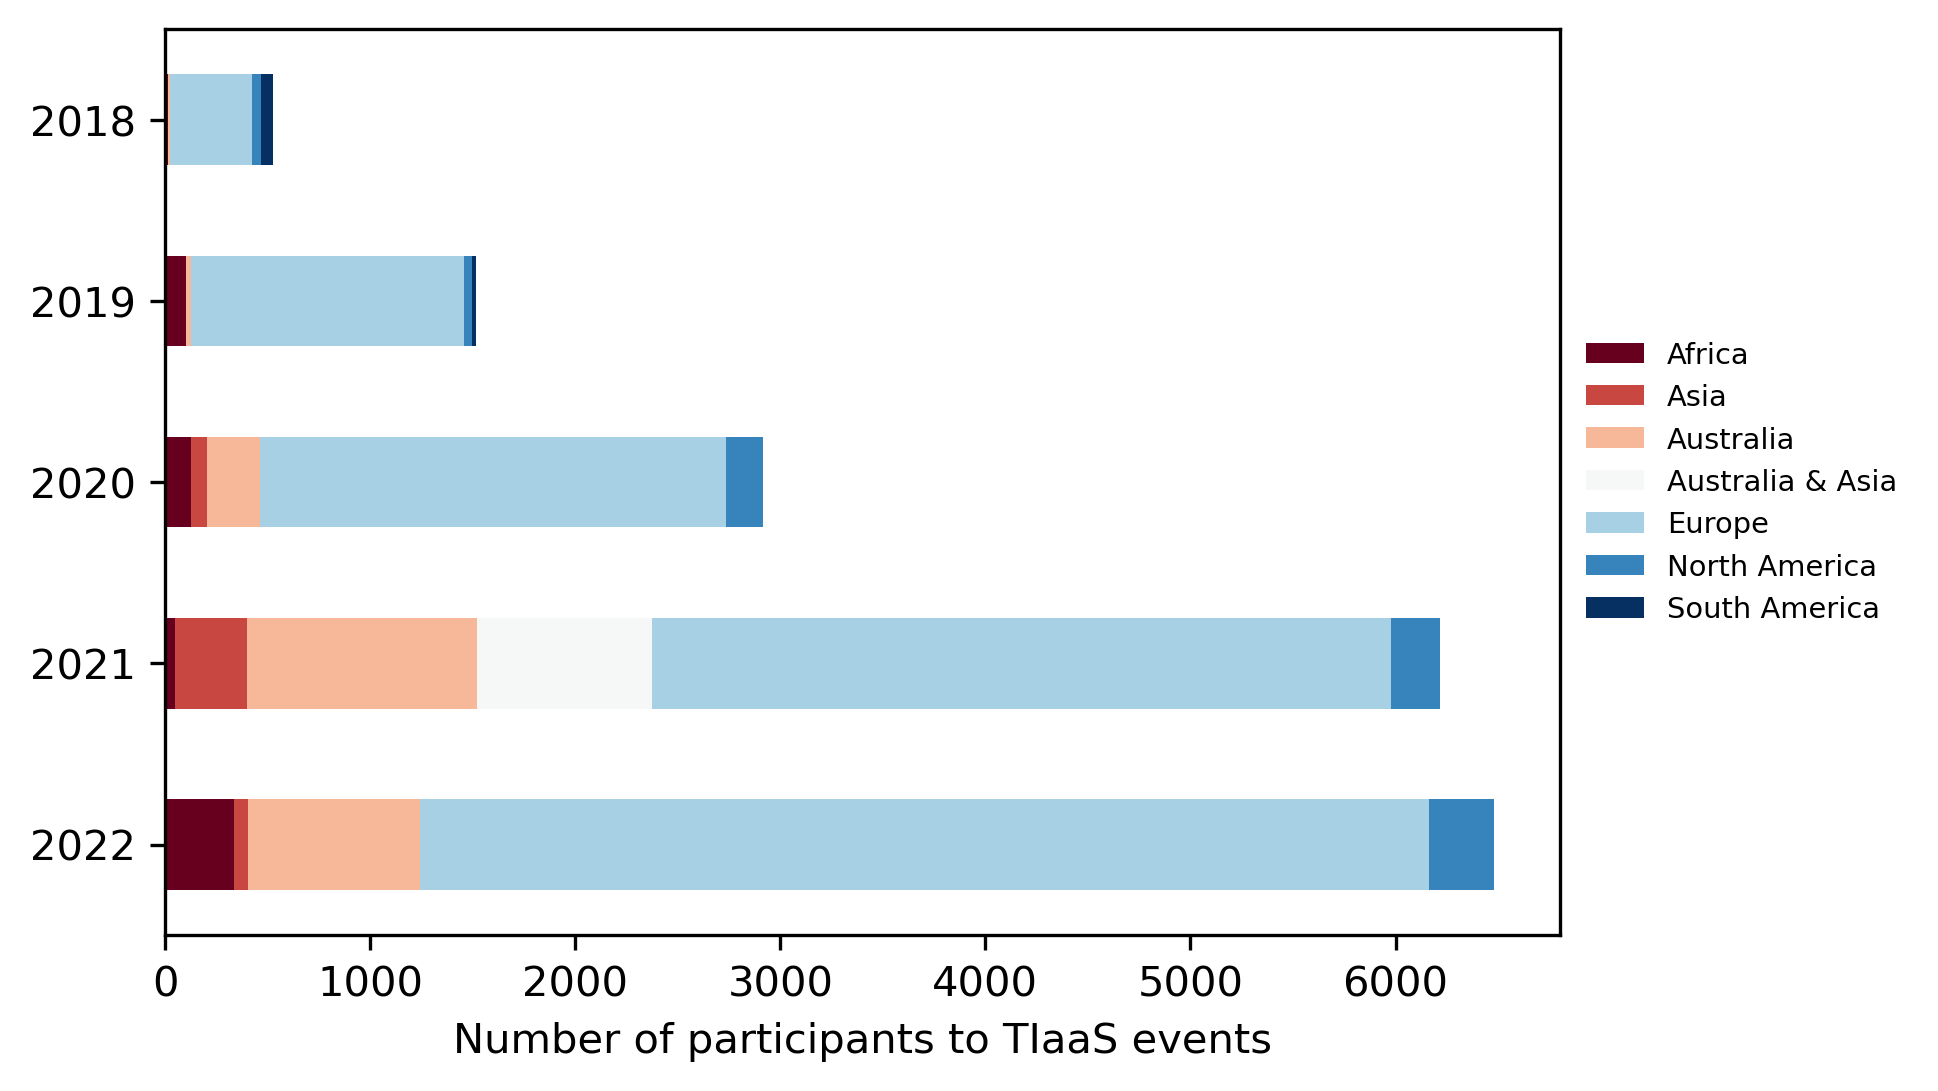 2018
2019
2020
2021
2022
0 1000 2000 3000 4000 5000 6000
Number of participants to TIaaS events
Africa
Asia
Australia
Australia & Asia
Europe
North America
South America